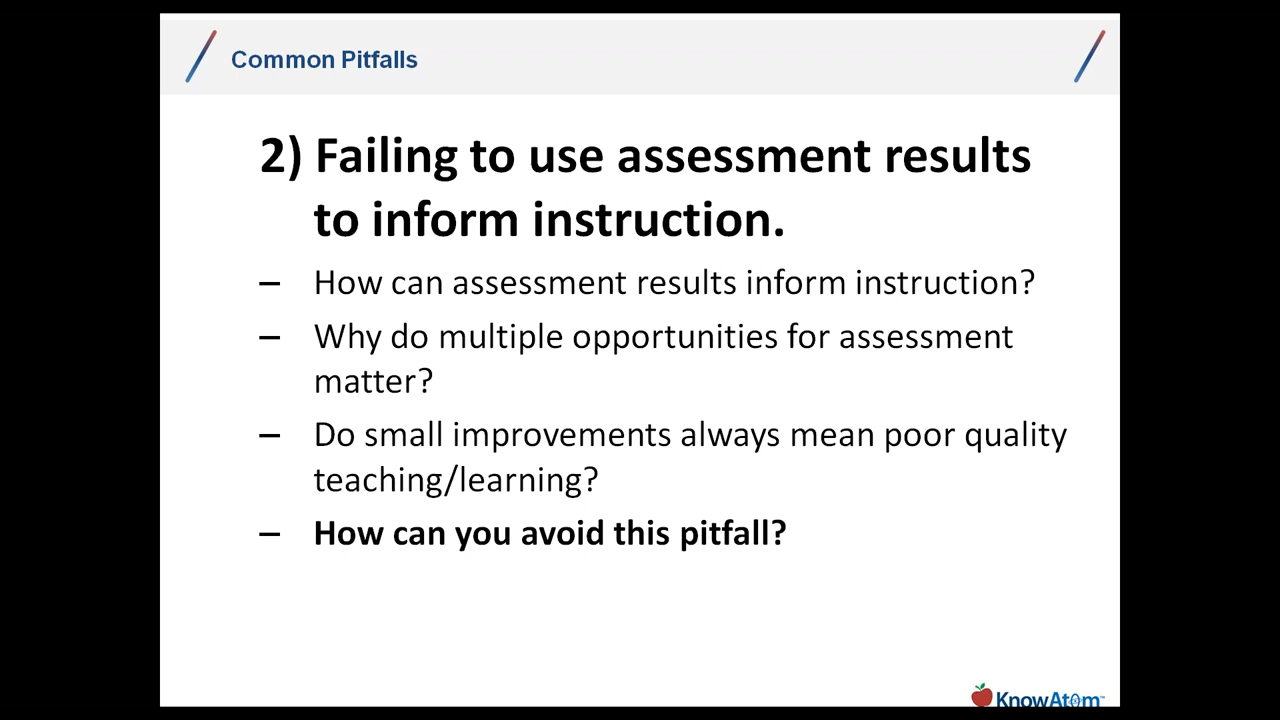 Common Pitfalls
2) Failing to use assessment results
to inform instruction.
– How can assessment results inform instruction?
– Why do multiple opportunities for assessment
matter?
– Do small improvements always mean poor quality
teaching/learning?
– How can you avoid this pitfall?
KnowAtom™